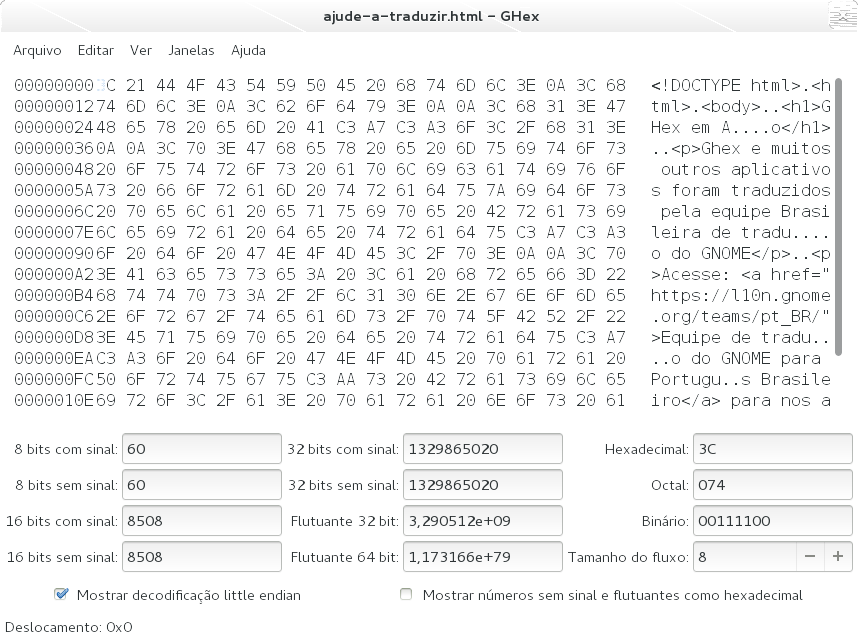 ajude-a-traduzir.html - GHex
Arquivo Editar Ver Janelas Ajuda
00000000 3C 21 44 4F 43 54 59 50 45 20 68 74 6D 6C 3E 0A 3C 68 <!DOCTYPE html>.<h
00000012 74 6D 6C 3E 0A 3C 62 6F 64 79 3E 0A 0A 3C 68 31 3E 47 tml>.<body>..<h1>G
00000024 48 65 78 20 65 6D 20 41 C3 A7 C3 A3 6F 3C 2F 68 31 3E Hex em A....o</h1>
00000036 0A 0A 3C 70 3E 47 68 65 78 20 65 20 6D 75 69 74 6F 73 ..<p>Ghex e muitos
00000048 20 6F 75 74 72 6F 73 20 61 70 6C 69 63 61 74 69 76 6F  outros aplicativo
0000005A 73 20 66 6F 72 61 6D 20 74 72 61 64 75 7A 69 64 6F 73 s foram traduzidos
0000006C 20 70 65 6C 61 20 65 71 75 69 70 65 20 42 72 61 73 69  pela equipe Brasi
0000007E 6C 65 69 72 61 20 64 65 20 74 72 61 64 75 C3 A7 C3 A3 leira de tradu....
00000090 6F 20 64 6F 20 47 4E 4F 4D 45 3C 2F 70 3E 0A 0A 3C 70 o do GNOME</p>..<p
000000A2 3E 41 63 65 73 73 65 3A 20 3C 61 20 68 72 65 66 3D 22 >Acesse: <a href="
000000B4 68 74 74 70 73 3A 2F 2F 6C 31 30 6E 2E 67 6E 6F 6D 65 https://l10n.gnome
000000C6 2E 6F 72 67 2F 74 65 61 6D 73 2F 70 74 5F 42 52 2F 22 .org/teams/pt_BR/"
000000D8 3E 45 71 75 69 70 65 20 64 65 20 74 72 61 64 75 C3 A7 >Equipe de tradu..
000000EA C3 A3 6F 20 64 6F 20 47 4E 4F 4D 45 20 70 61 72 61 20 ..o do GNOME para
000000FC 50 6F 72 74 75 67 75 C3 AA 73 20 42 72 61 73 69 6C 65 Portugu..s Brasile
0000010E 69 72 6F 3C 2F 61 3E 20 70 61 72 61 20 6E 6F 73 20 61 iro</a> para nos a
8 bits com sinal: 60 32 bits com sinal: 1329865020 Hexadecimal: 3C
8 bits sem sinal: 60 32 bits sem sinal: 1329865020 Octal: 074
16 bits com sinal: 8508 Flutuante 32 bit: 3,290512e+09 Binário: 00111100
16 bits sem sinal: 8508 Flutuante 64 bit: 1,173166e+79 Tamanho do fluxo: 8 − +
Mostrar decodificação little endian Mostrar números sem sinal e flutuantes como hexadecimal
Deslocamento: 0x0